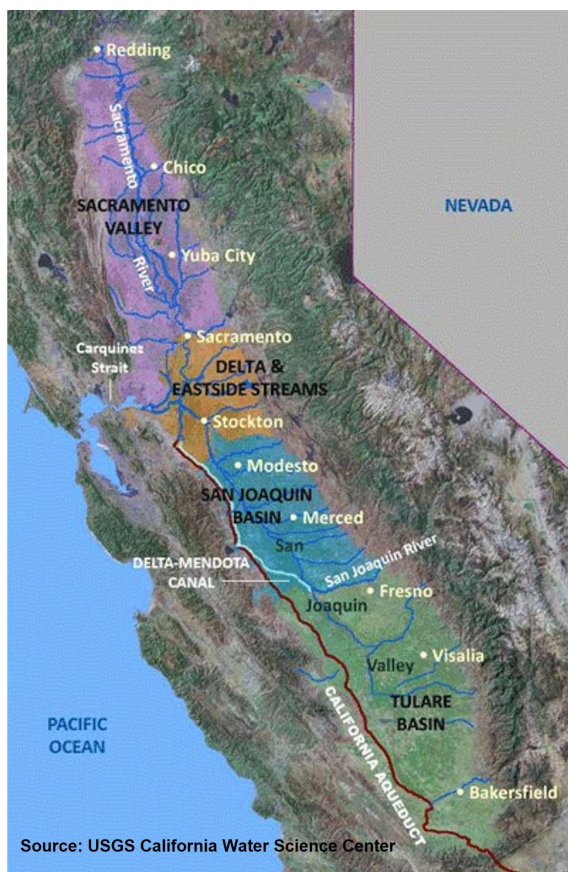 Redding
Sacramento
Chico
SACRAMENTO
VALLEY
NEVADA
Yuba City
River
Sacramento
Carquinez
Strait
DELTA &
EASTSIDE STREAMS
Stockton
Modesto
SAN JOAQUIN
BASIN
Merced
San
San Joaquin River
DELTA-MENDOTA
CANAL
Fresno
Joaquin
Visalia
Valley
TULARE
BASIN
PACIFIC
OCEAN
CALIFORNIA AQUEDUCT
Bakersfield
Source: USGS California Water Science Center